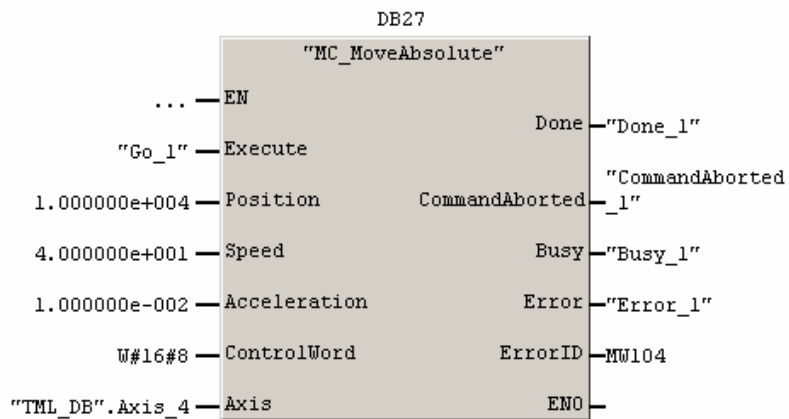 DB27
"MC_MoveAbsolute"
... EN
Done "Done_1"
"Go_1" Execute
"CommandAborted
1.000000e+004 Position CommandAborted _1"
4.000000e+001 Speed Busy "Busy_1"
1.000000e-002 Acceleration Error "Error_1"
W#16#8 ControlWord ErrorID MW104
"TML_DB".Axis_4 Axis ENO